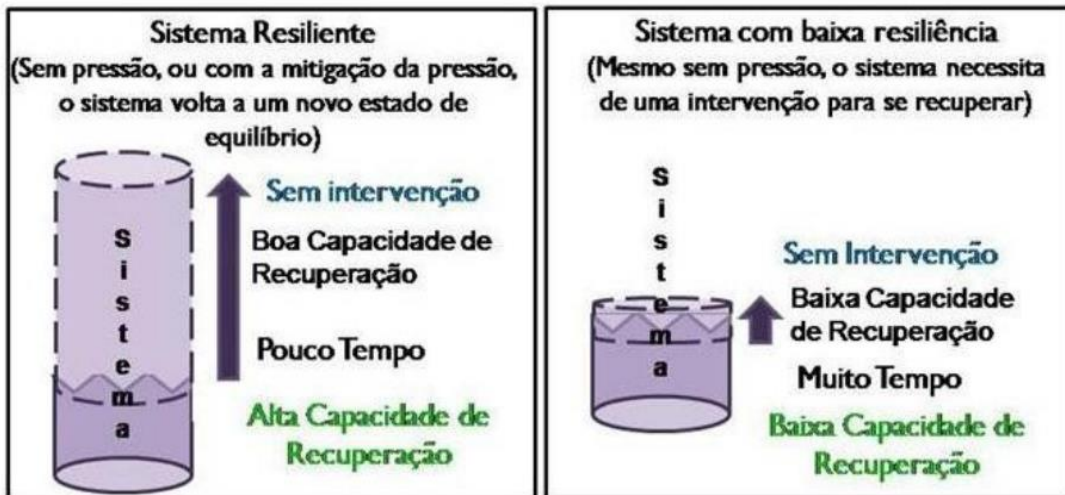 Sistema Resiliente
(Sem pressão, ou com a mitigação da pressão,
o sistema volta a um novo estado de
equilíbrio)
Sistema
Sem intervenção
Boa Capacidade de
Recuperação
Pouco Tempo
Alta Capacidade de
Recuperação
Sistema com baixa resiliência
(Mesmo sem pressão, o sistema necessita
de uma intervenção para se recuperar)
Sistema
Sem Intervenção
Baixa Capacidade
de Recuperação
Muito Tempo
Baixa Capacidade de
Recuperação